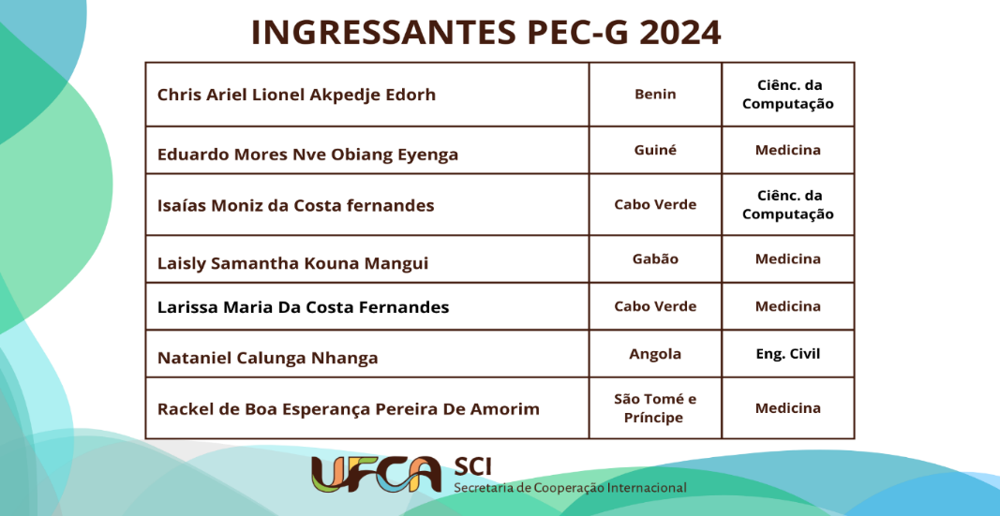 INGRESSANTES PEC-G 2024
Chris Ariel Lionel Akpedje Edorh
Benin
Ciênc. da
Computação
Eduardo Mores Nve Obiang Eyenga
Guiné
Medicina
Isaías Moniz da Costa fernandes
Cabo Verde
Ciênc. da
Computação
Laisly Samantha Kouna Mangui
Gabão
Medicina
Larissa Maria Da Costa Fernandes
Cabo Verde
Medicina
Nataniel Calunga Nhanga
Angola
Eng. Civil
Rackel de Boa Esperança Pereira De Amorim
São Tomé e
Príncipe
Medicina
UFCA
SCI
Secretaria de Cooperação Internacional